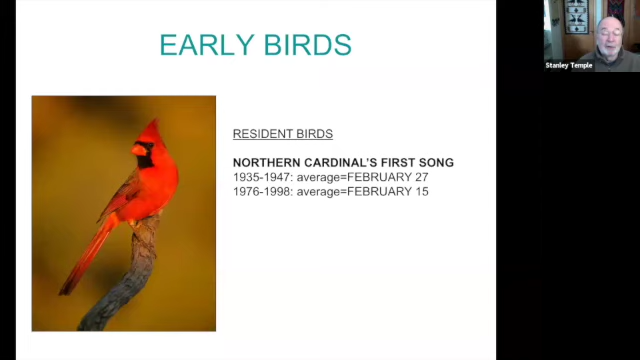 EARLY BIRDS
Stanley Temple
RESIDENT BIRDS
NORTHERN CARDINAL'S FIRST SONG
1935-1947: average=FEBRUARY 27
1976-1998: average=FEBRUARY 15